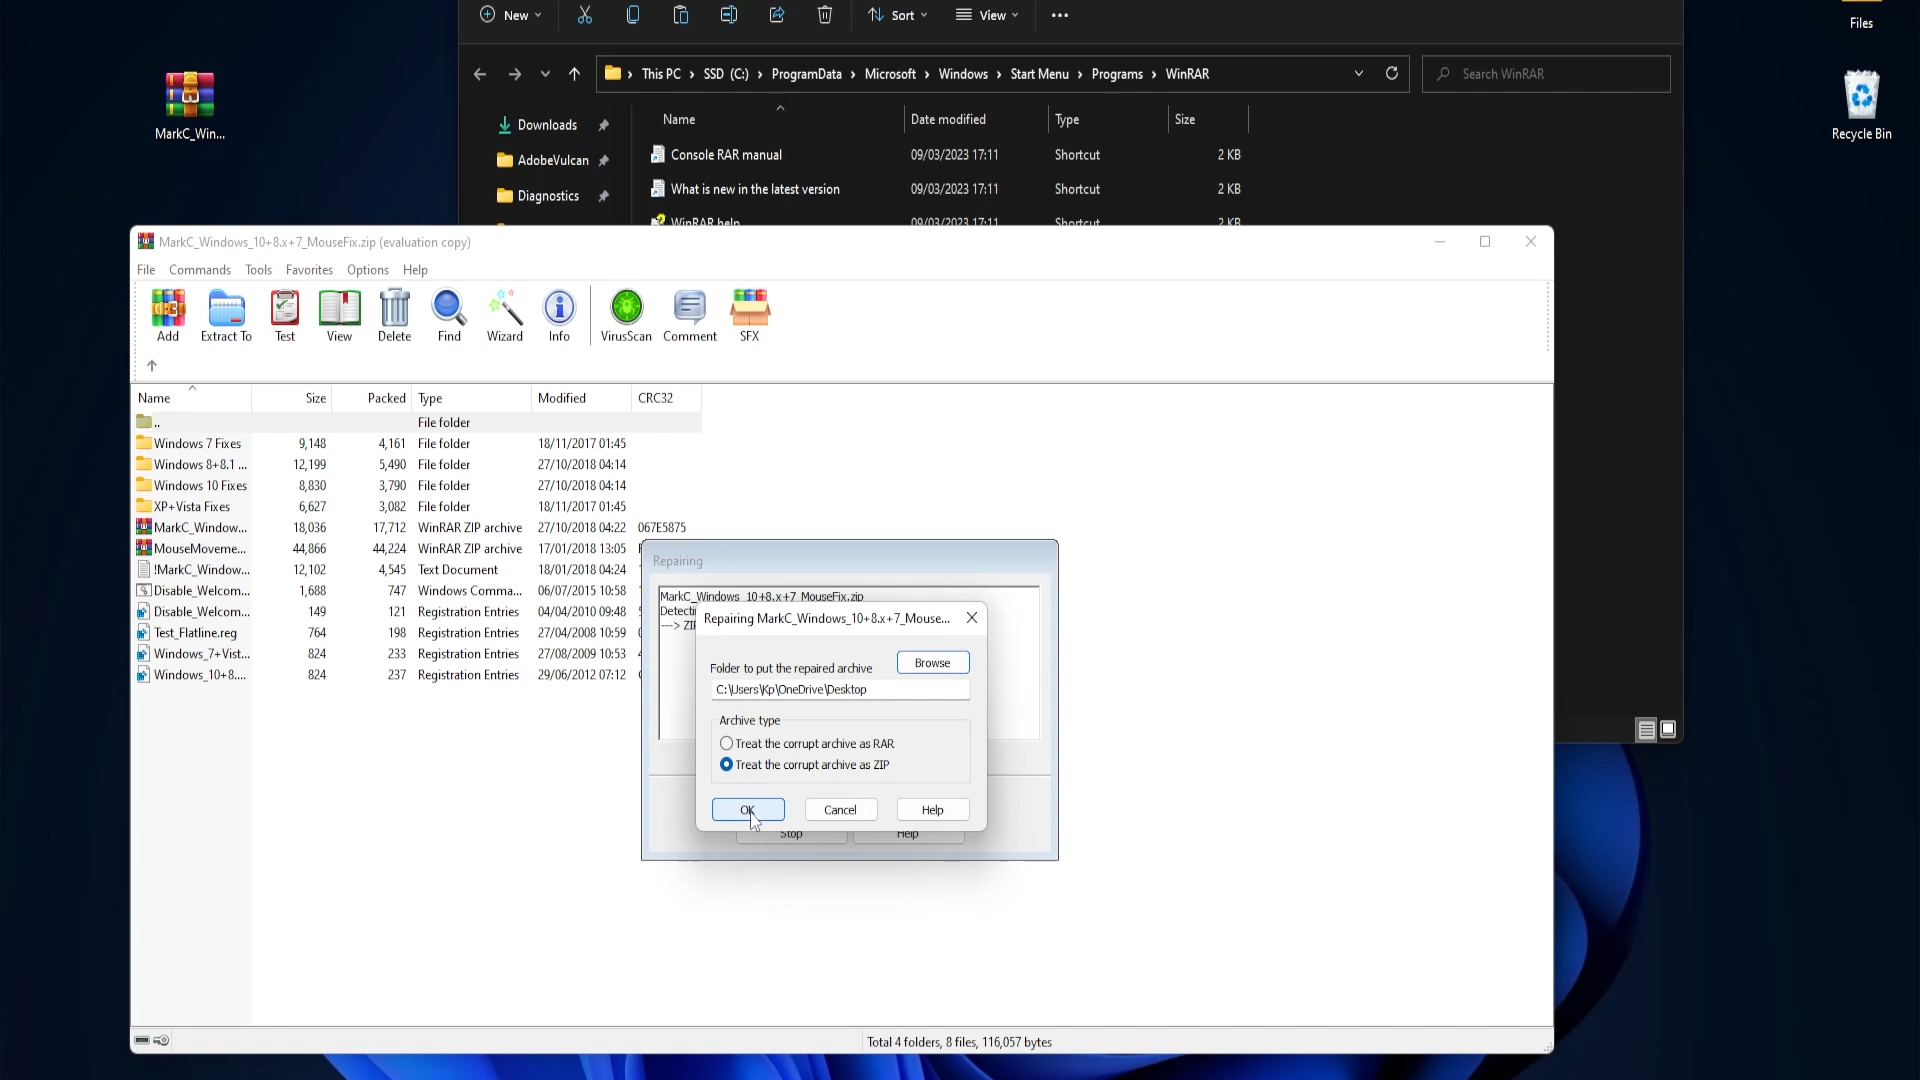 New
Sort
View
Files
This PC
SSD (C:)
ProgramData
Microsoft
Windows
Start Menu
Programs
WinRAR
Search WinRAR
MarkC_Win...
Recycle Bin
Name
Date modified
Type
Size
Downloads
AdobeVulcan
Diagnostics
Console RAR manual 09/03/2023 17:11 Shortcut 2 KB
What is new in the latest version 09/03/2023 17:11 Shortcut 2 KB
WinRAR help 09/03/2023 17:11 Shortcut 2 KB
MarkC_Windows_10+8.x+7_MouseFix.zip (evaluation copy)
File Commands Tools Favorites Options Help
Add Extract To Test View Delete Find Wizard Info VirusScan Comment SFX
Name Size Packed Type Modified CRC32
.. File folder
Windows 7 Fixes 9,148 4,161 File folder 18/11/2017 01:45
Windows 8+8.1 ... 12,199 5,490 File folder 27/10/2018 04:14
Windows 10 Fixes 8,830 3,790 File folder 27/10/2018 04:14
XP+Vista Fixes 6,627 3,082 File folder 18/11/2017 01:45
MarkC_Window... 18,036 17,712 WinRAR ZIP archive 27/10/2018 04:22 067E5875
MouseMoveme... 44,866 44,224 WinRAR ZIP archive 17/01/2018 13:05
!MarkC_Window... 12,102 4,545 Text Document 18/01/2018 04:24
Disable_Welcom... 1,688 747 Windows Comma... 06/07/2015 10:58
Disable_Welcom... 149 121 Registration Entries 04/04/2010 09:48
Test_Flatline.reg 764 198 Registration Entries 27/04/2008 10:59
Windows_7+Vist... 824 233 Registration Entries 27/08/2009 10:53
Windows_10+8.... 824 237 Registration Entries 29/06/2012 07:12
Repairing
MarkC_Windows_10+8.x+7_MouseFix.zip
Detecti
---> ZIP
Repairing MarkC_Windows_10+8.x+7_Mouse...
Folder to put the repaired archive
Browse
C:\Users\Kp\OneDrive\Desktop
Archive type
Treat the corrupt archive as RAR
Treat the corrupt archive as ZIP
OK
Cancel
Help
Stop
Help
Total 4 folders, 8 files, 116,057 bytes